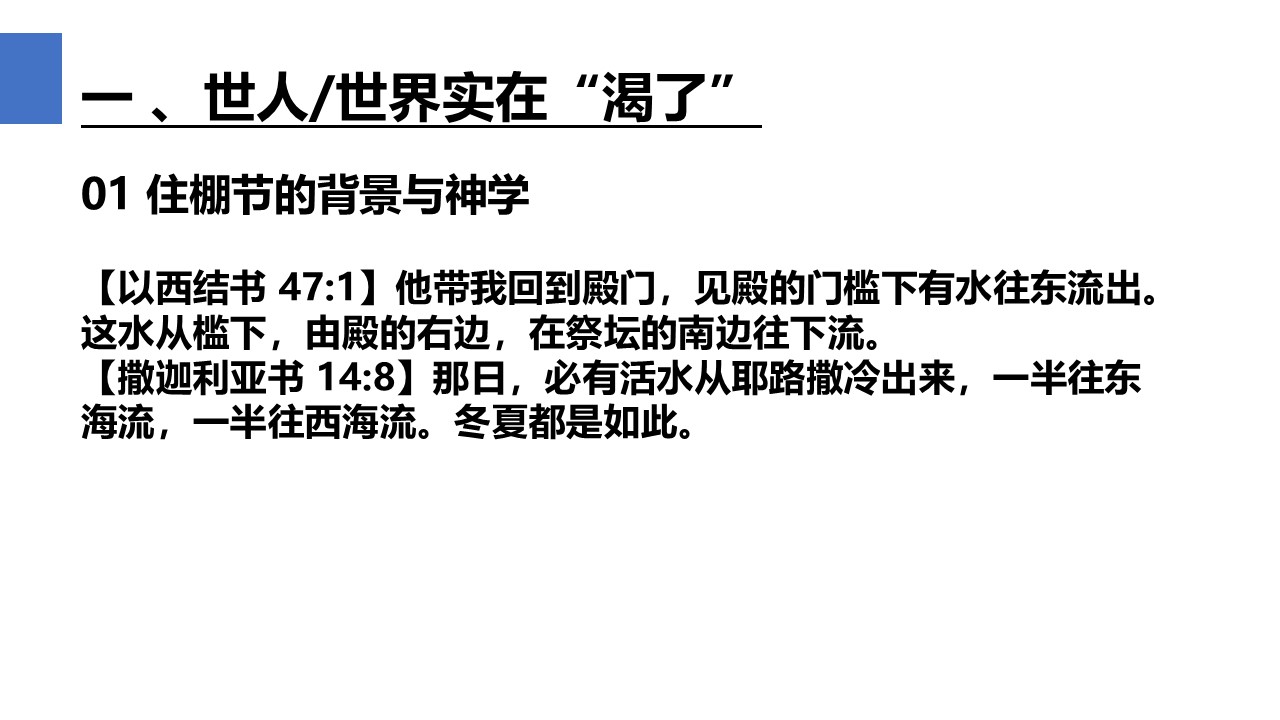 一 、世人/世界实在“渴了”
01 住棚节的背景与神学
【以西结书 47:1】他带我回到殿门，见殿的门槛下有水往东流出。
这水从槛下，由殿的右边，在祭坛的南边往下流。
【撒迦利亚书 14:8】那日，必有活水从耶路撒冷出来，一半往东
海流，一半往西海流。冬夏都是如此。